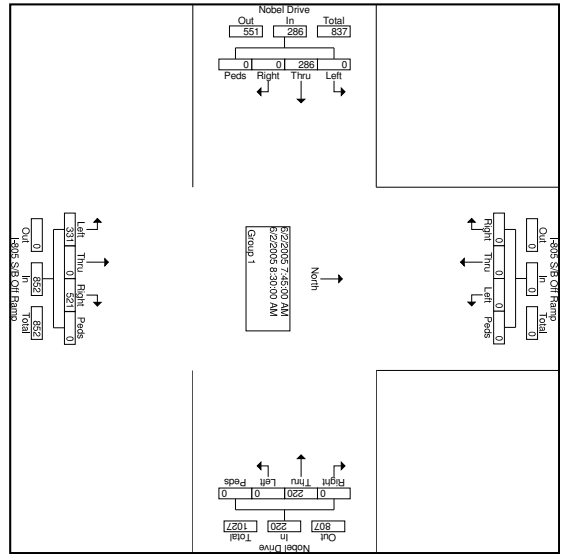 Nobel Drive
Out In Total
551 286 837
0 0 286 0
Peds Right Thru Left
I-805 S/B Off Ramp
Out In Total
0 852 852
331 0 521 0
Left Thru Right Peds
North
6/2/2005 7:45:00 AM
6/2/2005 8:30:00 AM
Group 1
I-805 S/B Off Ramp
Out In Total
0 0 0
0 0 0 0
Right Thru Left Peds
Right Thru Left Peds
0 220 0 0
807 220 1027
Out In Total
Nobel Drive